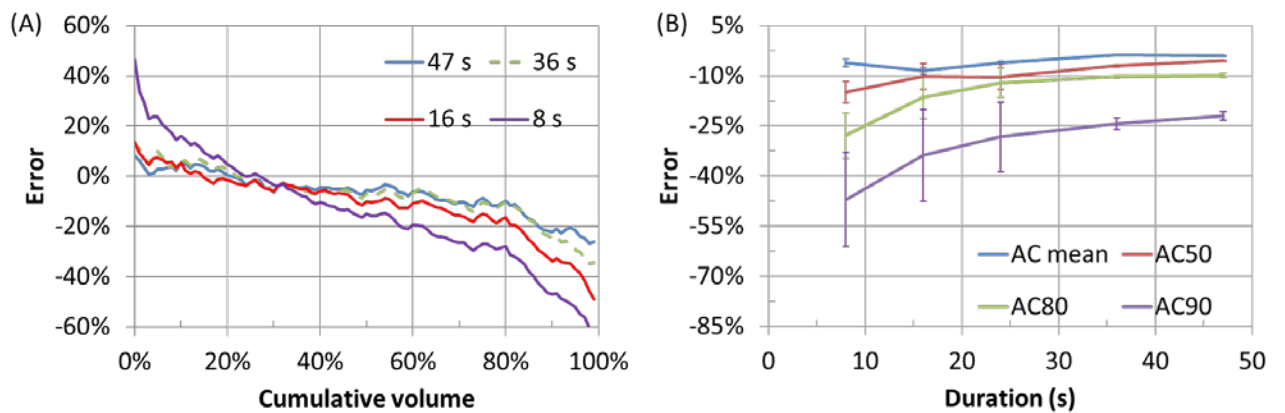 (A)
60%
40%
20%
0%
-20%
-40%
-60%
Error
47 s 36 s
16 s 8 s
0% 20% 40% 60% 80% 100%
Cumulative volume
(B)
5%
-10%
-25%
-40%
-55%
-70%
-85%
Error
AC mean AC50
AC80 AC90
0 10 20 30 40 50
Duration (s)